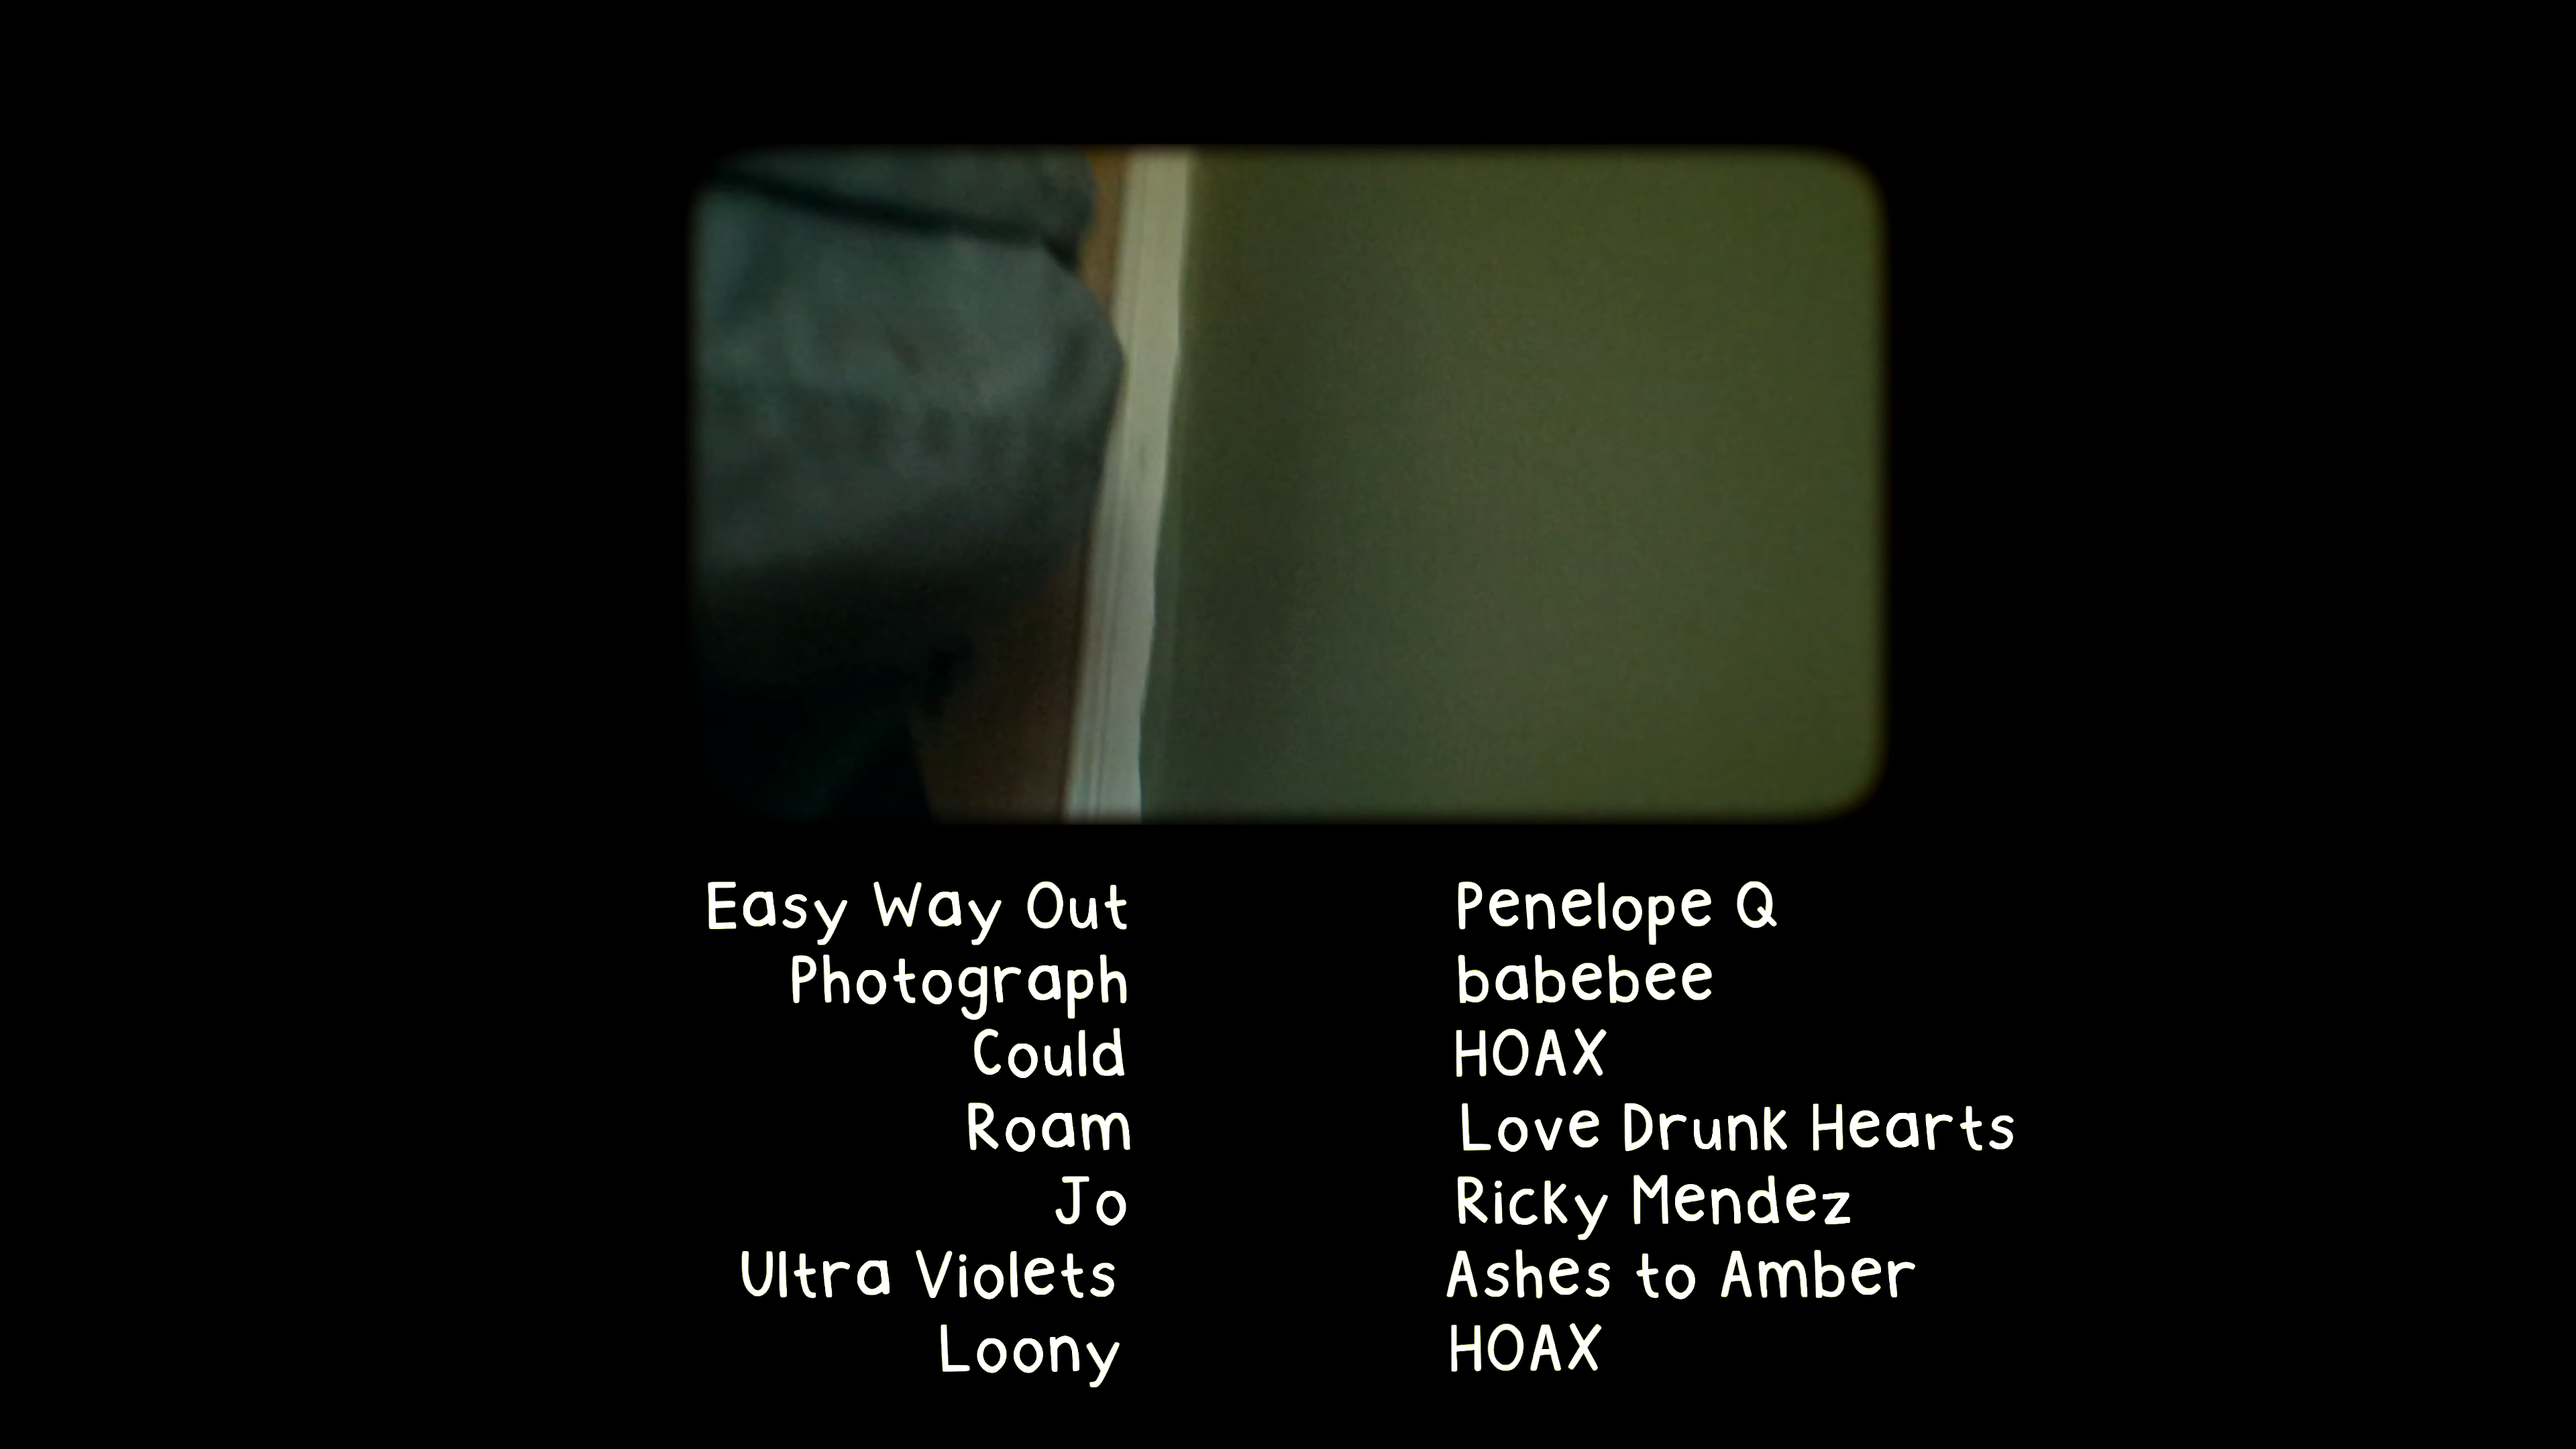 Easy Way Out Penelope Q
Photograph babebee
Could HOAX
Roam Love Drunk Hearts
Jo Ricky Mendez
Ultra Violets Ashes to Amber
Loony HOAX